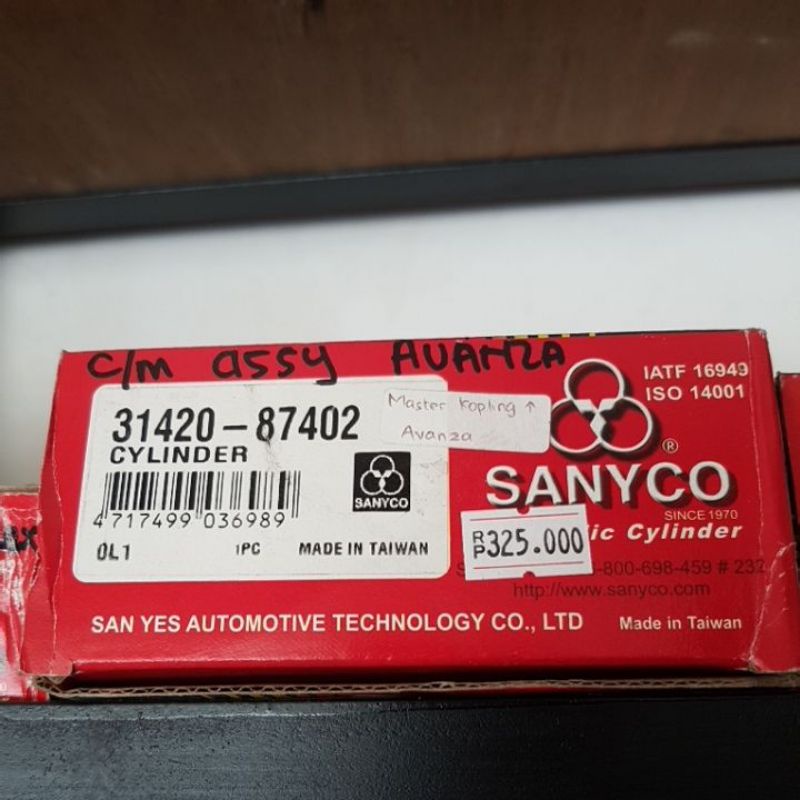 C/M ASSY AVANZA
IATF 16949
ISO 14001
31420-87402
CYLINDER
Master Kopling ↑
Avanza
4717499 036989
SANYCO
0L1 1PC MADE IN TAIWAN
SANYCO
®
SINCE 1970
ic Cylinder
RP325.000
-800-698-459 # 232
http://www.sanyco.com
SAN YES AUTOMOTIVE TECHNOLOGY CO., LTD Made in Taiwan